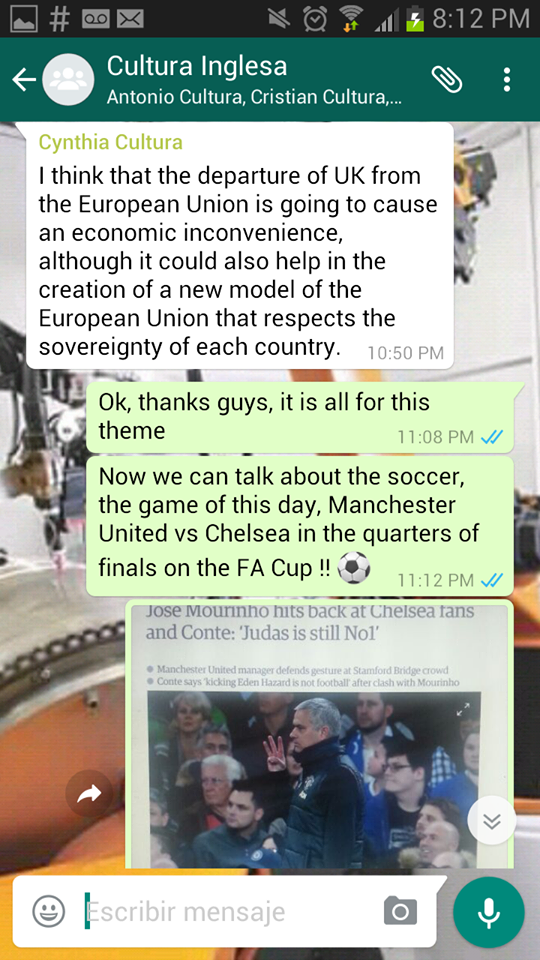 8:12 PM
Cultura Inglesa
Antonio Cultura, Cristian Cultura,...
Cynthia Cultura
I think that the departure of UK from
the European Union is going to cause
an economic inconvenience,
although it could also help in the
creation of a new model of the
European Union that respects the
sovereignty of each country.
10:50 PM
Ok, thanks guys, it is all for this
theme
11:08 PM
Now we can talk about the soccer,
the game of this day, Manchester
United vs Chelsea in the quarters of
finals on the FA Cup !!
11:12 PM
José Mourinho hits back at Chelsea fans
and Conte: 'Judas is still No1'
Manchester United manager defends gesture at Stamford Bridge crowd
Conte says 'kicking Eden Hazard is not football' after clash with Mourinho
Escribir mensaje